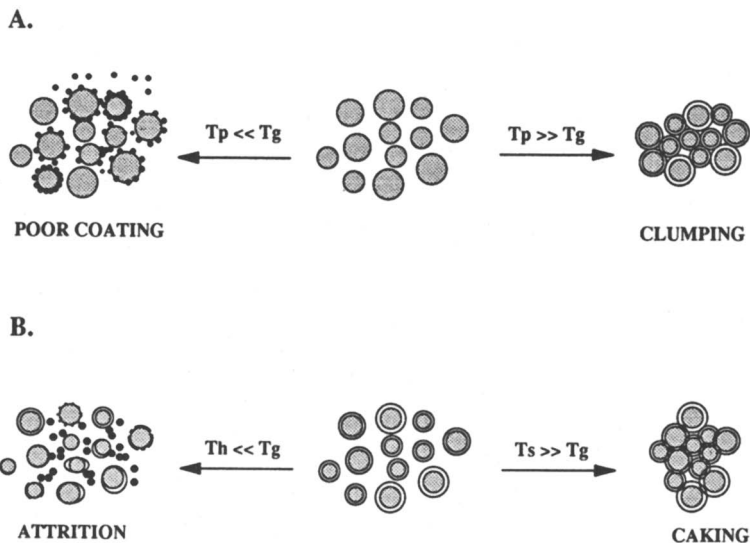 A.
Tp << Tg
Tp >> Tg
POOR COATING
CLUMPING
B.
Th << Tg
Ts >> Tg
ATTRITION
CAKING